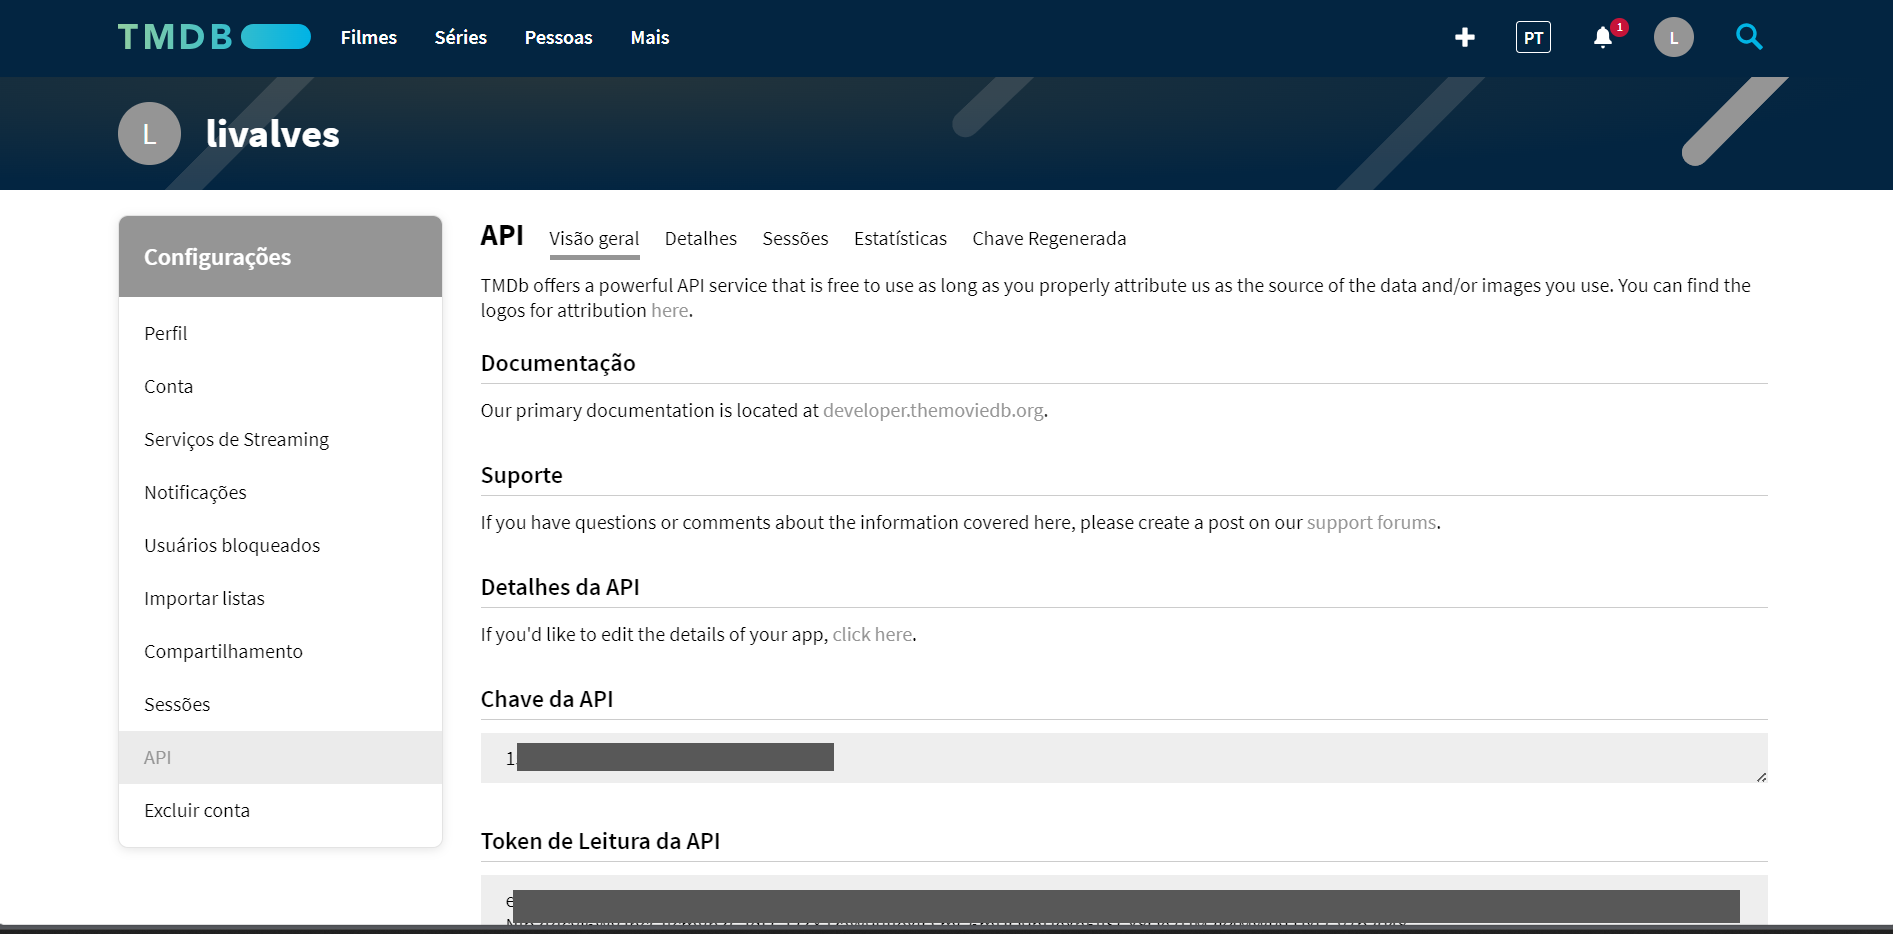 TMDB Filmes Séries Pessoas Mais PT 1 L
L livalves
Configurações
Perfil
Conta
Serviços de Streaming
Notificações
Usuários bloqueados
Importar listas
Compartilhamento
Sessões
API
Excluir conta
API Visão geral Detalhes Sessões Estatísticas Chave Regenerada
TMDb offers a powerful API service that is free to use as long as you properly attribute us as the source of the data and/or images you use. You can find the
logos for attribution here.
Documentação
Our primary documentation is located at developer.themoviedb.org.
Suporte
If you have questions or comments about the information covered here, please create a post on our support forums.
Detalhes da API
If you'd like to edit the details of your app, click here.
Chave da API
1
Token de Leitura da API
e